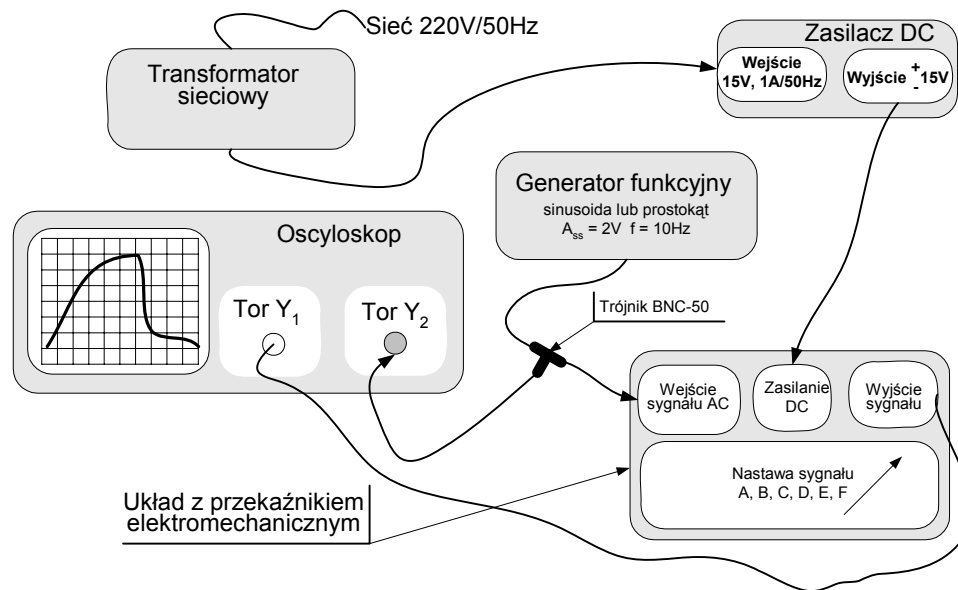 Sieć 220V/50Hz
Transformator
sieciowy
Zasilacz DC
Wejście
15V, 1A/50Hz
Wyjście +- 15V
Generator funkcyjny
sinusoida lub prostokąt
Ass = 2V f = 10Hz
Oscyloskop
Tor Y1
Tor Y2
Trójnik BNC-50
Wejście
sygnału AC
Zasilanie
DC
Wyjście
sygnału
Nastawa sygnału
A, B, C, D, E, F
Układ z przekaźnikiem
elektromechanicznym